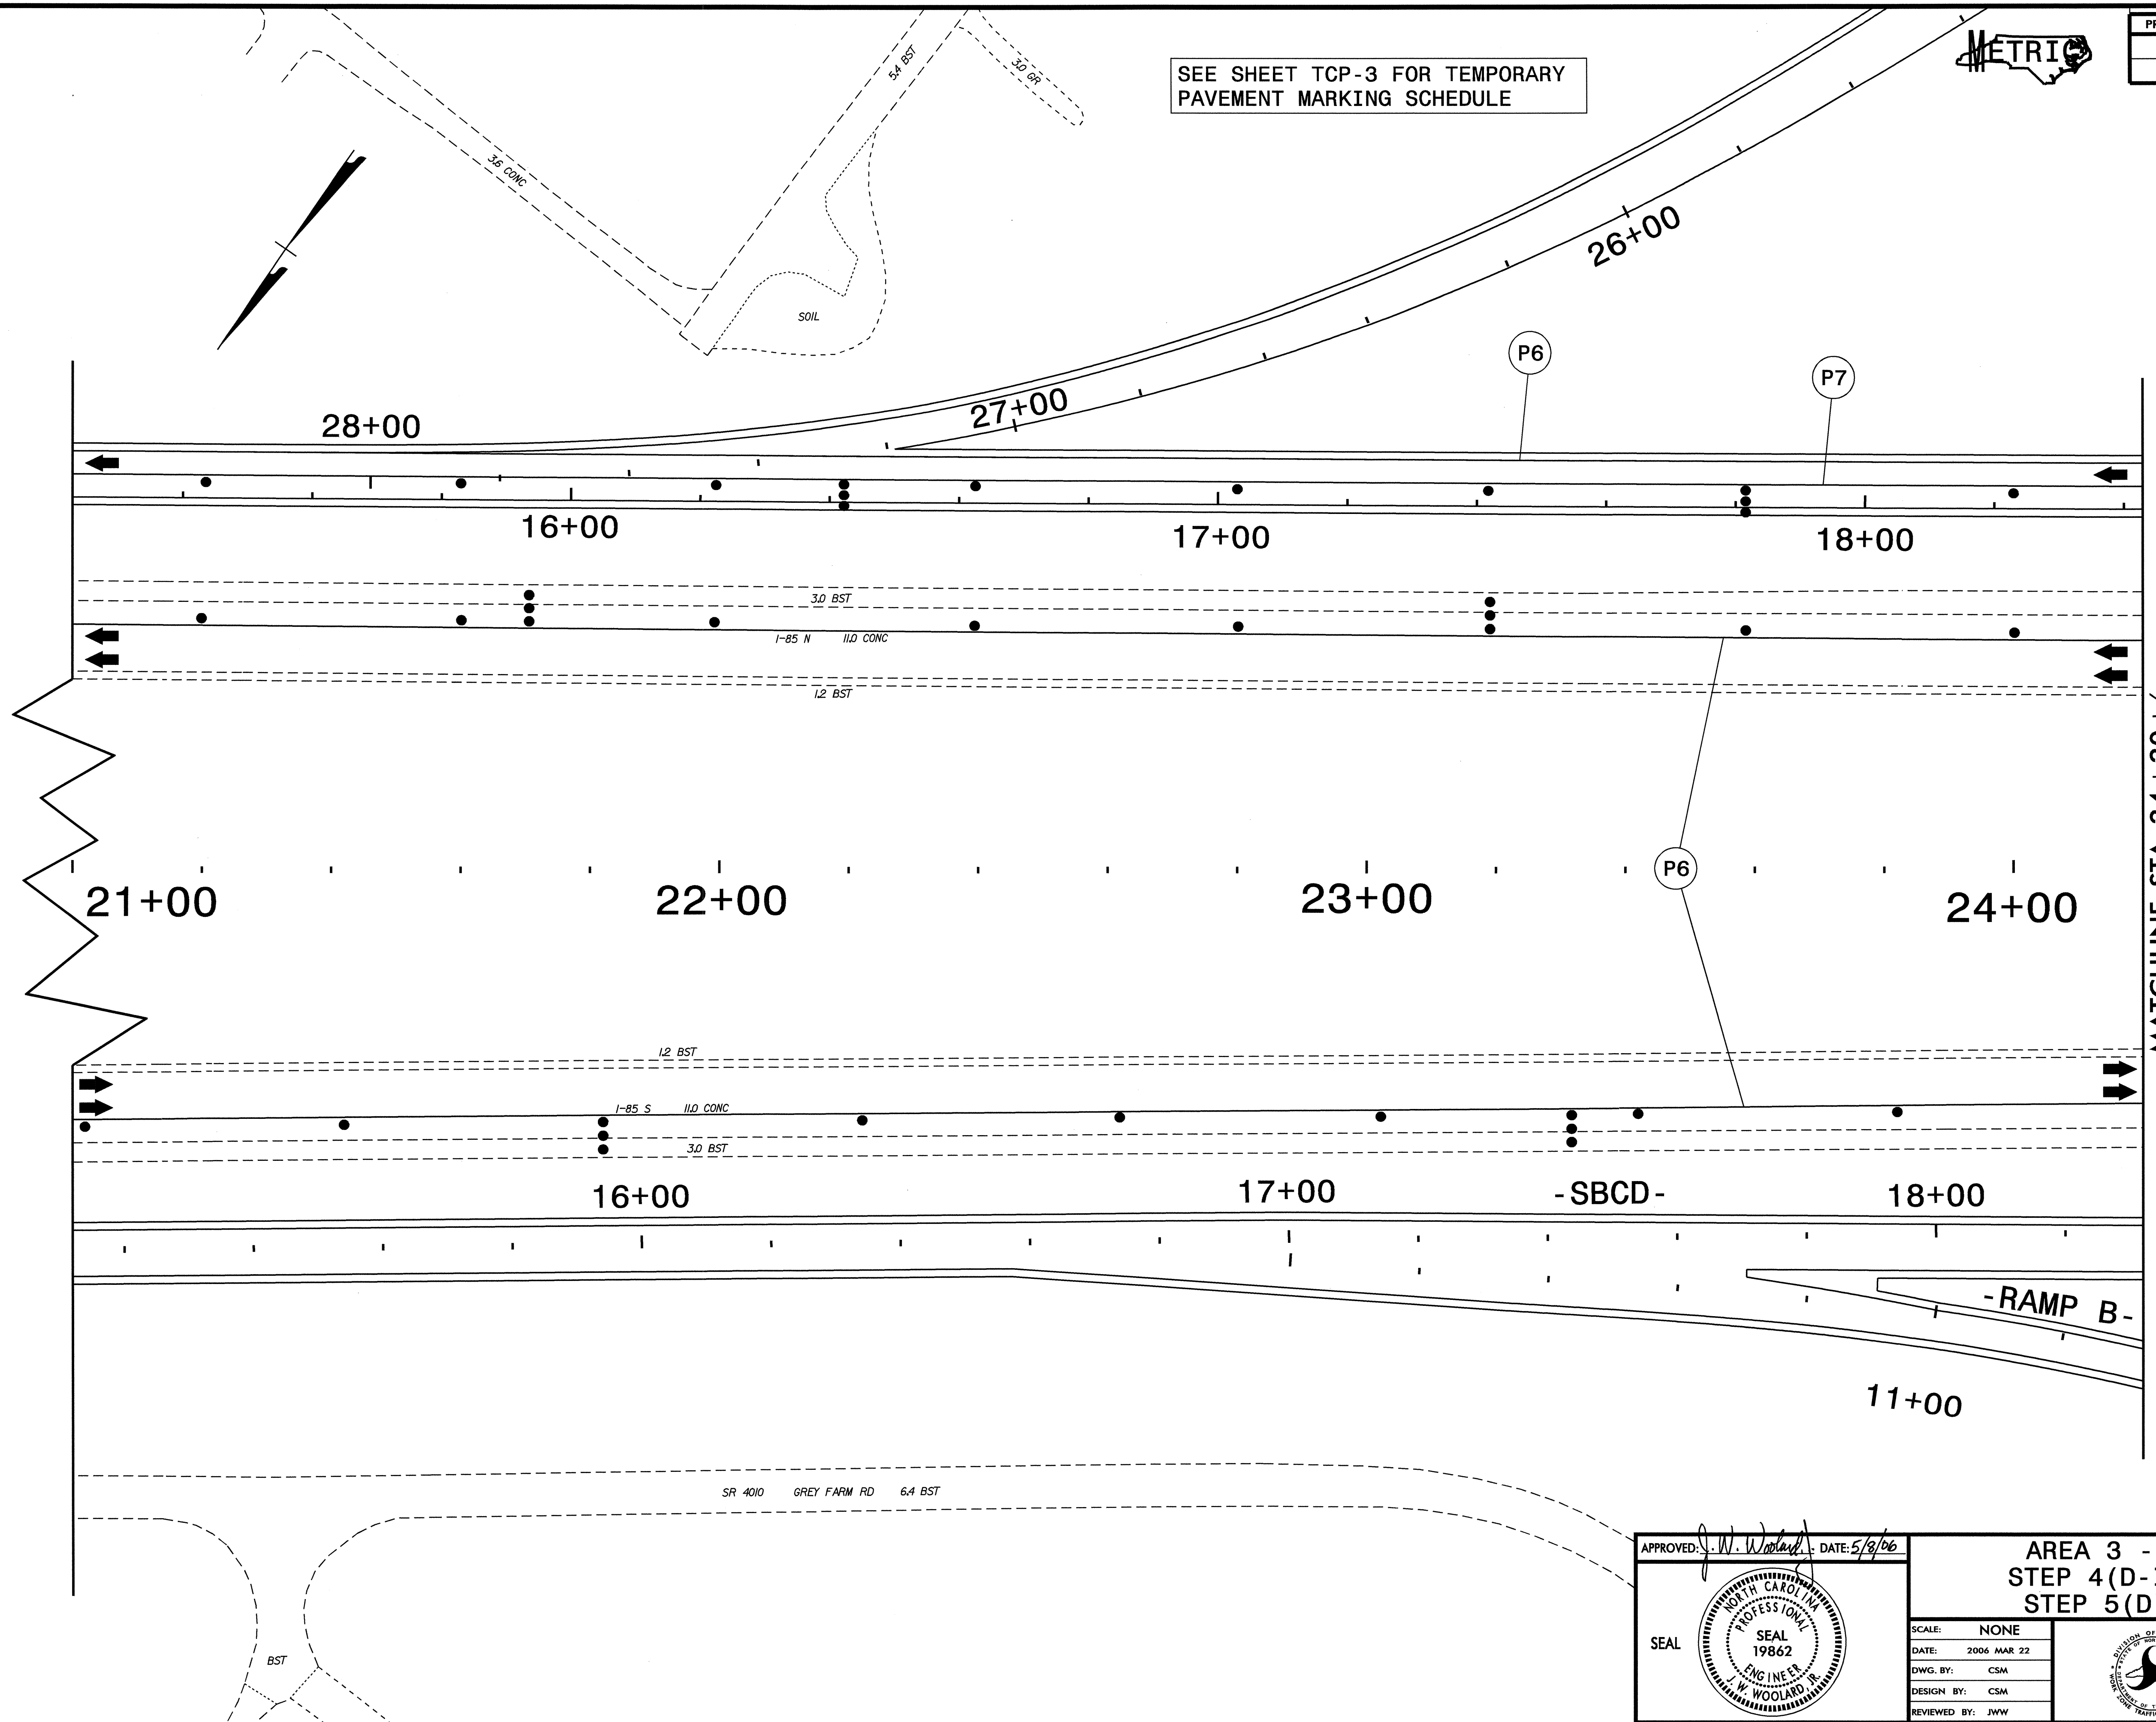 METRIC
SEE SHEET TCP-3 FOR TEMPORARY
PAVEMENT MARKING SCHEDULE
5.4 BST
3.0 GR
3.6 CONC
SOIL
26+00
P6
P7
27+00
28+00
16+00
17+00
18+00
3.0 BST
I-85 N 11.0 CONC
1.2 BST
P6
21+00
22+00
23+00
24+00
1.2 BST
I-85 S 11.0 CONC
3.0 BST
16+00
17+00
-SBCD-
18+00
-RAMP B-
11+00
SR 4010 GREY FARM RD 6.4 BST
BST
APPROVED: J. W. Woolard, Jr. DATE: 5/8/06
SEAL
NORTH CAROLINA
PROFESSIONAL
SEAL
19862
ENGINEER
J. W. WOOLARD, JR.
AREA 3 -
STEP 4(D-
STEP 5(D
SCALE: NONE
DATE: 2006 MAR 22
DWG. BY: CSM
DESIGN BY: CSM
REVIEWED BY: JWW